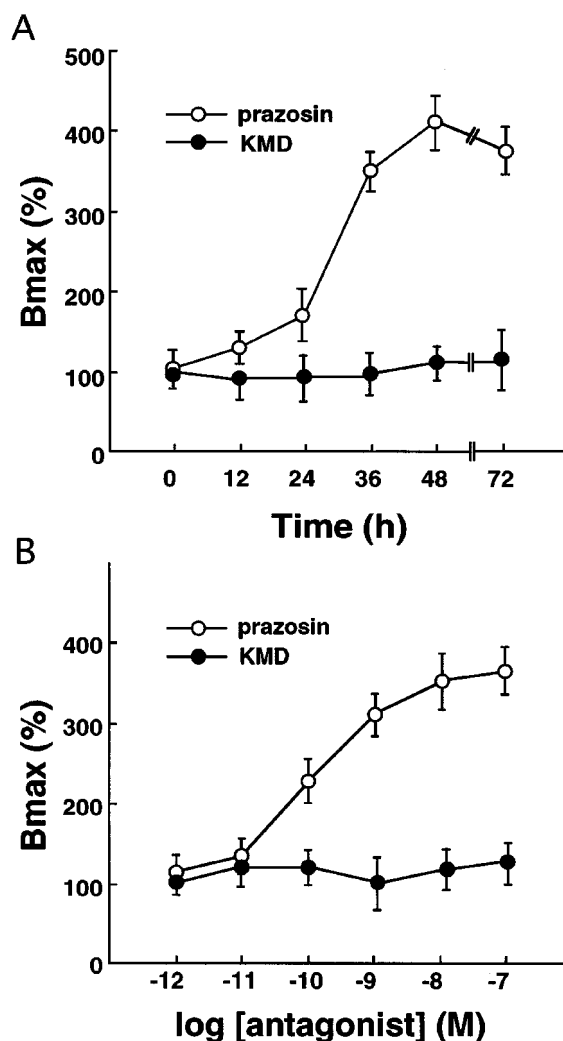 A
500
400
300
200
100
0
Bmax (%)
prazosin
KMD
0 12 24 36 48 72
Time (h)
B
400
300
200
100
0
Bmax (%)
prazosin
KMD
-12 -11 -10 -9 -8 -7
log [antagonist] (M)